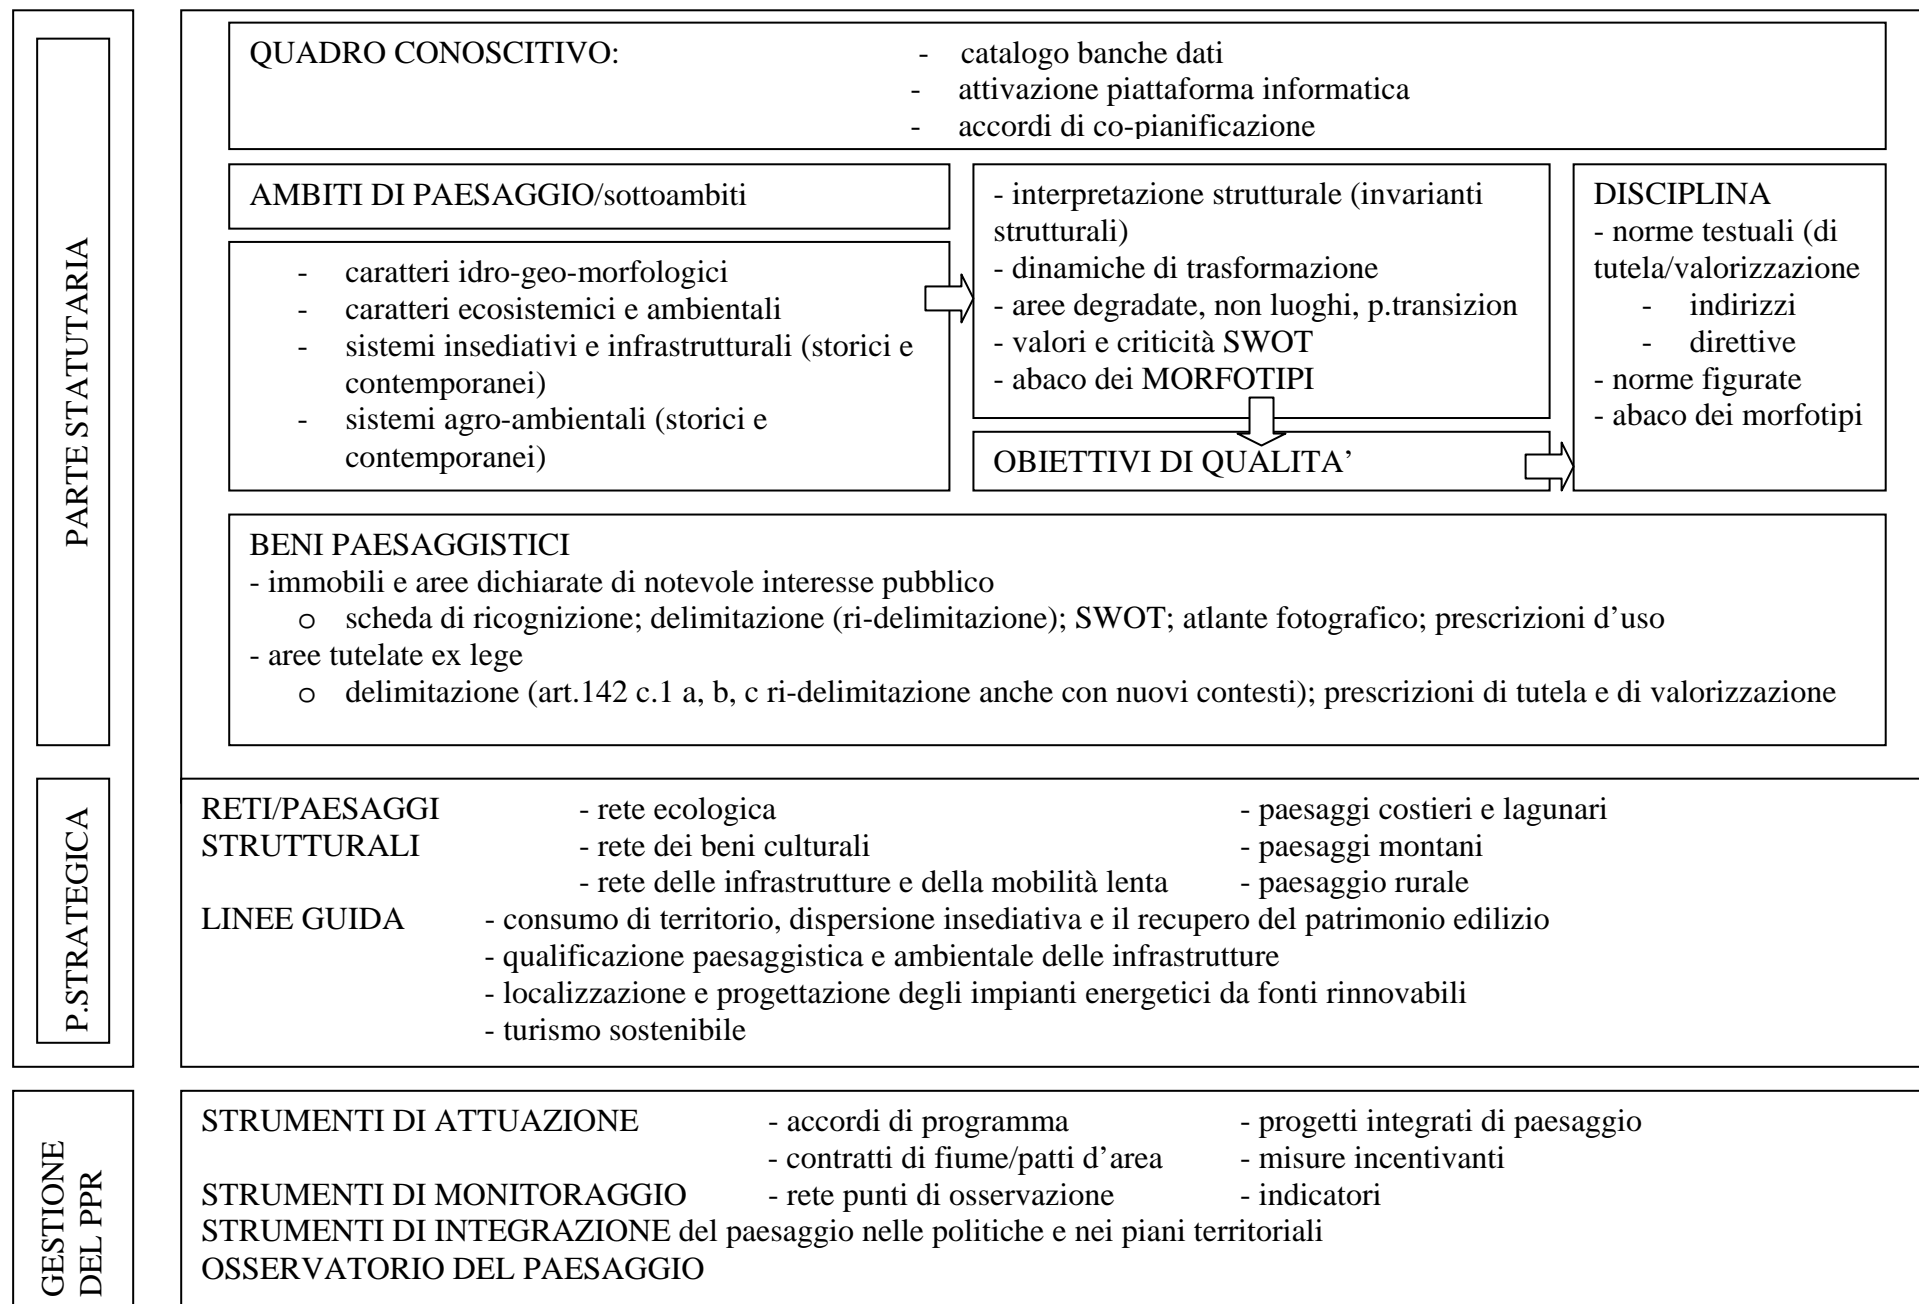 PARTE STATUTARIA
QUADRO CONOSCITIVO:
- catalogo banche dati
- attivazione piattaforma informatica
- accordi di co-pianificazione
AMBITI DI PAESAGGIO/sottoambiti
- caratteri idro-geo-morfologici
- caratteri ecosistemici e ambientali
- sistemi insediativi e infrastrutturali (storici e
contemporanei)
- sistemi agro-ambientali (storici e
contemporanei)
- interpretazione strutturale (invarianti
strutturali)
- dinamiche di trasformazione
- aree degradate, non luoghi, p.transizion
- valori e criticità SWOT
- abaco dei MORFOTIPI
OBIETTIVI DI QUALITA’
DISCIPLINA
- norme testuali (di
tutela/valorizzazione
- indirizzi
- direttive
- norme figurate
- abaco dei morfotipi
BENI PAESAGGISTICI
- immobili e aree dichiarate di notevole interesse pubblico
o scheda di ricognizione; delimitazione (ri-delimitazione); SWOT; atlante fotografico; prescrizioni d’uso
- aree tutelate ex lege
o delimitazione (art.142 c.1 a, b, c ri-delimitazione anche con nuovi contesti); prescrizioni di tutela e di valorizzazione
P.STRATEGICA
RETI/PAESAGGI - rete ecologica - paesaggi costieri e lagunari
STRUTTURALI - rete dei beni culturali - paesaggi montani
- rete delle infrastrutture e della mobilità lenta - paesaggio rurale
LINEE GUIDA - consumo di territorio, dispersione insediativa e il recupero del patrimonio edilizio
- qualificazione paesaggistica e ambientale delle infrastrutture
- localizzazione e progettazione degli impianti energetici da fonti rinnovabili
- turismo sostenibile
GESTIONE
DEL PPR
STRUMENTI DI ATTUAZIONE - accordi di programma - progetti integrati di paesaggio
- contratti di fiume/patti d’area - misure incentivanti
STRUMENTI DI MONITORAGGIO - rete punti di osservazione - indicatori
STRUMENTI DI INTEGRAZIONE del paesaggio nelle politiche e nei piani territoriali
OSSERVATORIO DEL PAESAGGIO